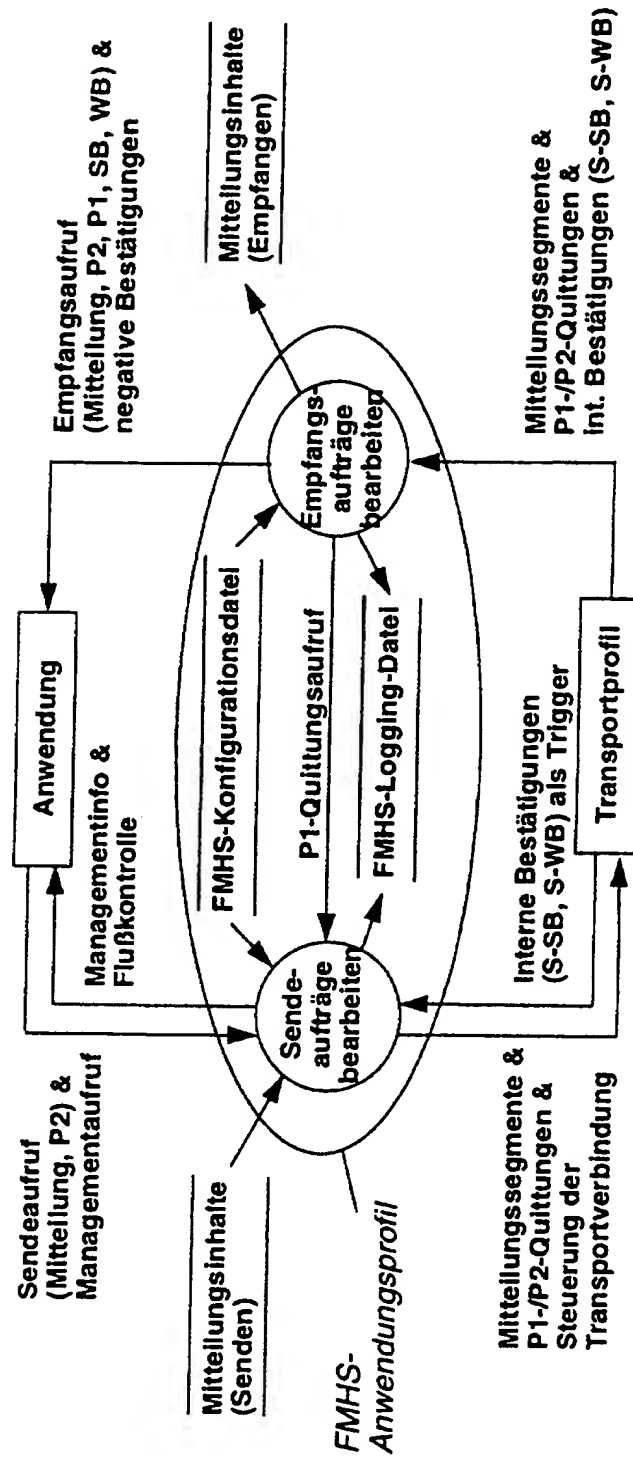 Sendeaufruf
(Mitteilung, P2) &
Managementaufruf
Managementinfo &
Flußkontrolle
Anwendung
Empfangsaufruf
(Mitteilung, P2, P1, SB, WB) &
negative Bestätigungen
Mitteilungsinhalte
(Senden)
FMHS-
Anwendungsprofil
Sende-
aufträge
bearbeiten
FMHS-Konfigurationsdatei
P1-Quittungsaufruf
FMHS-Logging-Datei
Empfangs-
aufträge
bearbeiten
Mitteilungsinhalte
(Empfangen)
Mitteilungssegmente &
P1-/P2-Quittungen &
Steuerung der
Transportverbindung
Interne Bestätigungen
(S-SB, S-WB) als Trigger
Transportprofil
Mitteilungssegmente &
P1-/P2-Quittungen &
int. Bestätigungen (S-SB, S-WB)